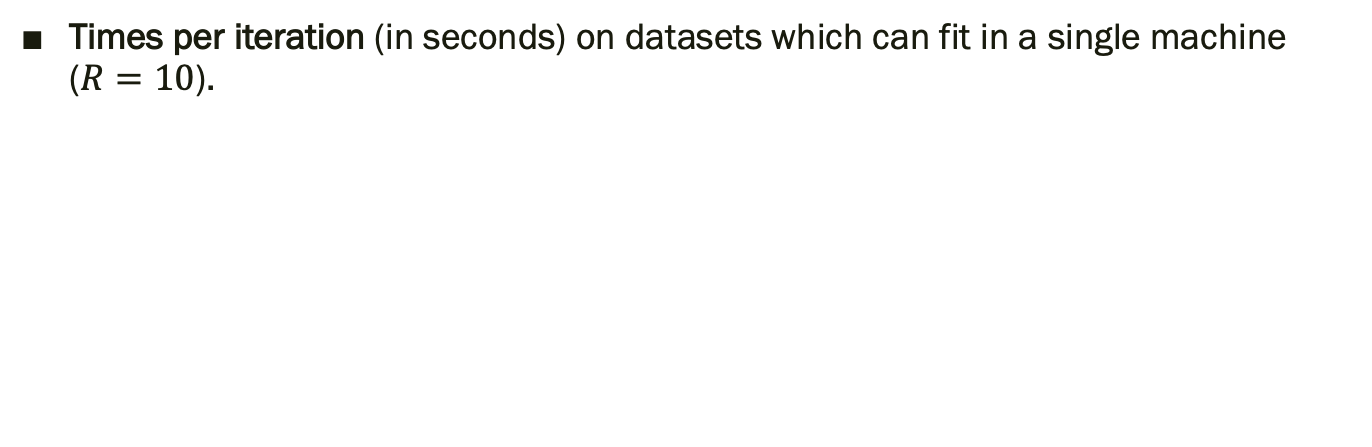 ■ Times per iteration (in seconds) on datasets which can fit in a single machine
(R = 10).